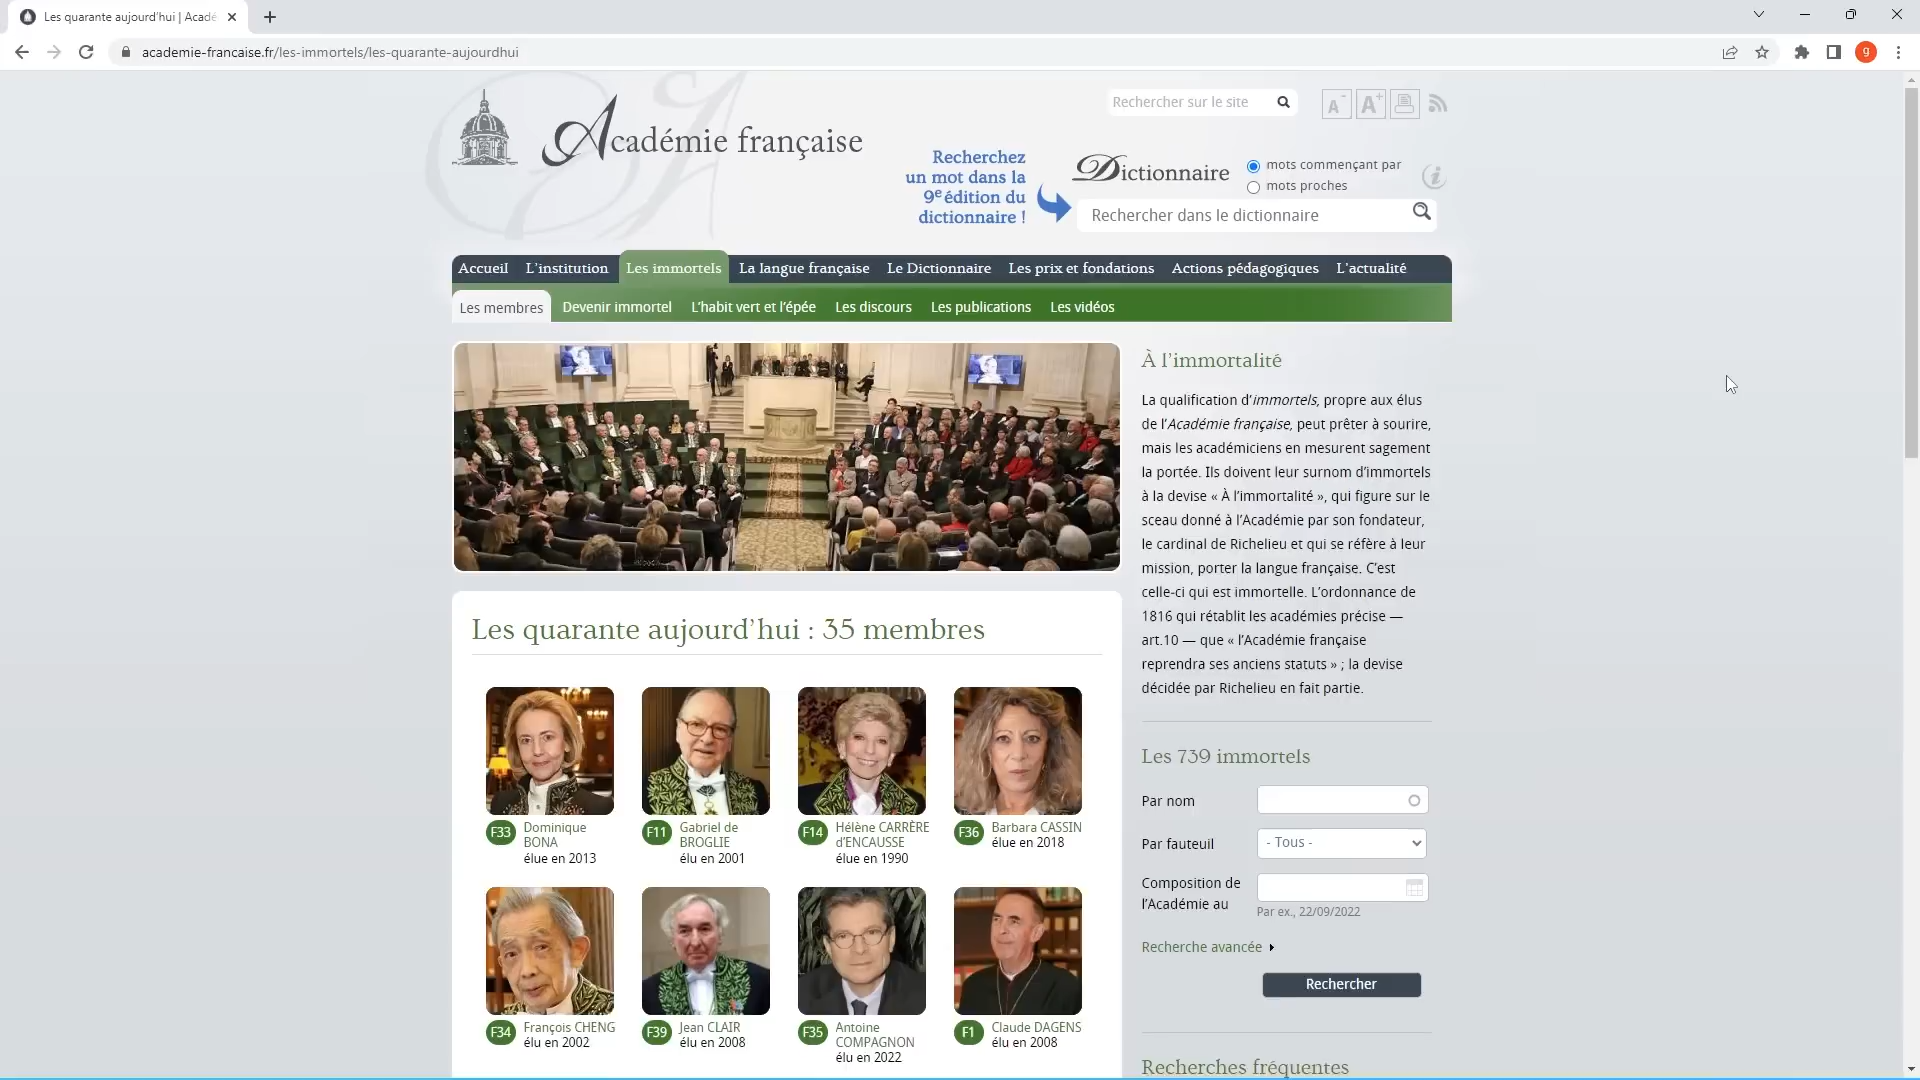 Les quarante aujourd'hui | Acadé
academie-francaise.fr/les-immortels/les-quarante-aujourdhui
g
Académie française
Rechercher sur le site
A-
A+
Recherchez
un mot dans la
9e édition du
dictionnaire !
Dictionnaire
mots commençant par
mots proches
i
Rechercher dans le dictionnaire
Accueil L'institution Les immortels La langue française Le Dictionnaire Les prix et fondations Actions pédagogiques L'actualité
Les membres Devenir immortel L'habit vert et l'épée Les discours Les publications Les vidéos
Les quarante aujourd'hui : 35 membres
F33 Dominique
BONA
élue en 2013
F11 Gabriel de
BROGLIE
élu en 2001
F14 Hélène CARRÈRE
d'ENCAUSSE
élue en 1990
F36 Barbara CASSIN
élue en 2018
F34 François CHENG
élu en 2002
F39 Jean CLAIR
élu en 2008
F35 Antoine
COMPAGNON
élu en 2022
F1 Claude DAGENS
élu en 2008
À l'immortalité
La qualification d'immortels, propre aux élus
de l'Académie française, peut prêter à sourire,
mais les académiciens en mesurent sagement
la portée. Ils doivent leur surnom d'immortels
à la devise « À l'immortalité », qui figure sur le
sceau donné à l'Académie par son fondateur,
le cardinal de Richelieu et qui se réfère à leur
mission, porter la langue française. C'est
celle-ci qui est immortelle. L'ordonnance de
1816 qui rétablit les académies précise —
art.10 — que « l'Académie française
reprendra ses anciens statuts » ; la devise
décidée par Richelieu en fait partie.
Les 739 immortels
Par nom
Par fauteuil - Tous -
Composition de
l'Académie au
Par ex., 22/09/2022
Recherche avancée
Rechercher
Recherches fréquentes